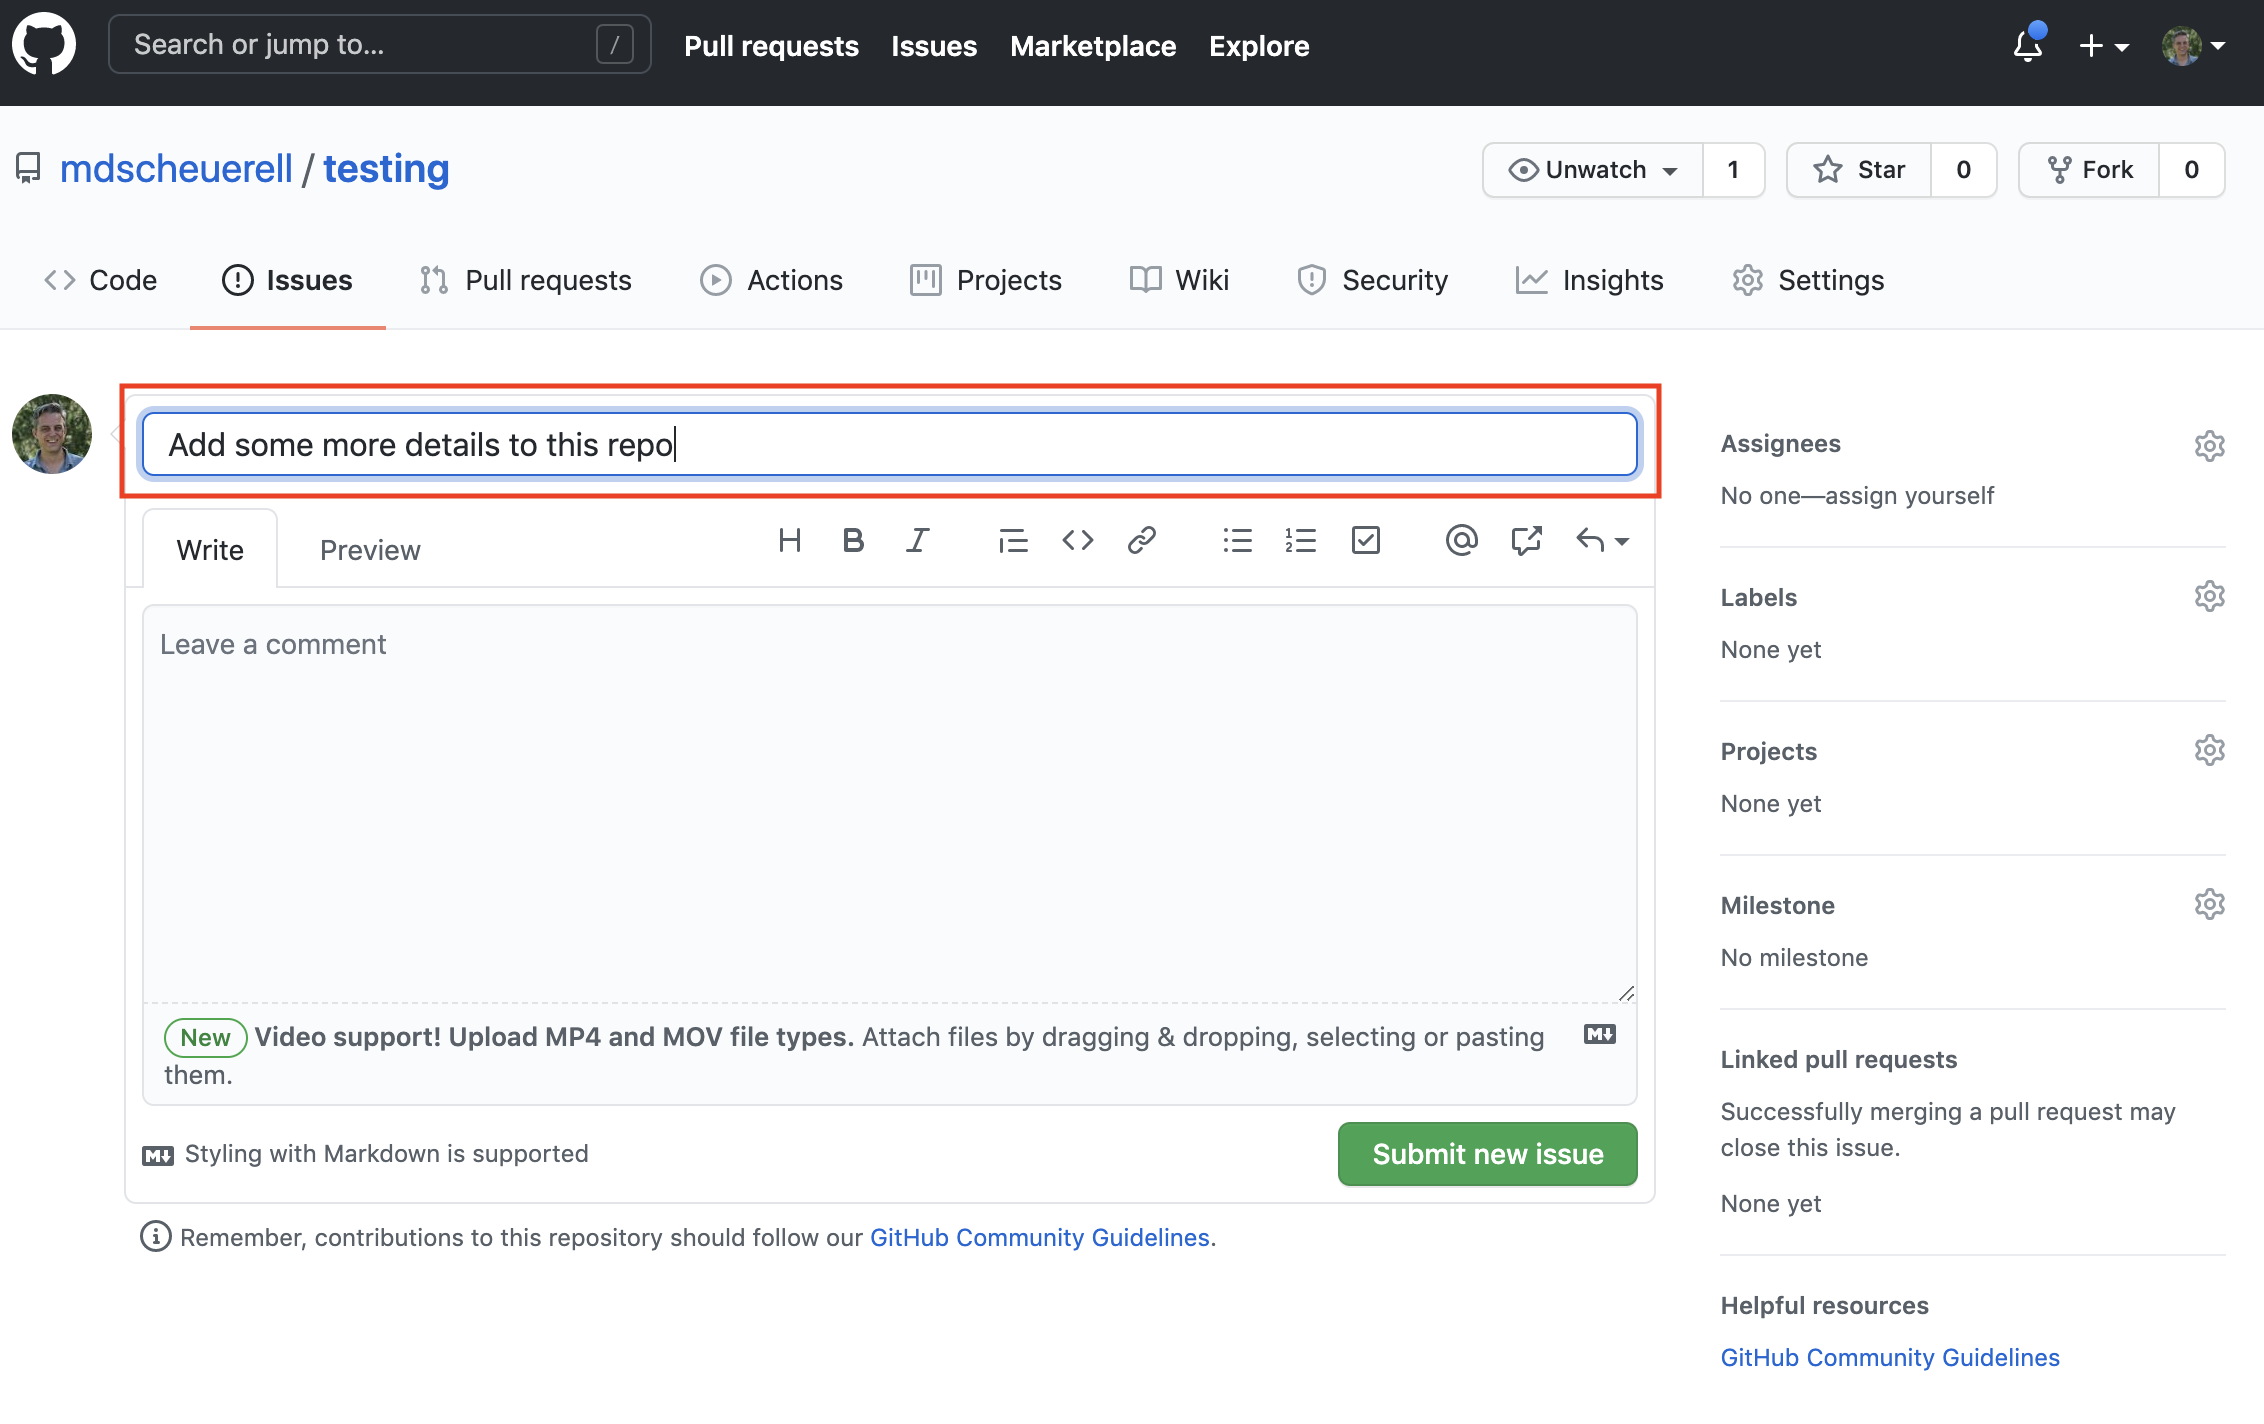 Search or jump to... /
Pull requests Issues Marketplace Explore
mdscheuerell / testing
Unwatch 1 Star 0 Fork 0
Code Issues Pull requests Actions Projects Wiki Security Insights Settings
Add some more details to this repo
Write Preview H B I @
Leave a comment
New Video support! Upload MP4 and MOV file types. Attach files by dragging & dropping, selecting or pasting
them.
Styling with Markdown is supported
Submit new issue
Remember, contributions to this repository should follow our GitHub Community Guidelines.
Assignees
No one—assign yourself
Labels
None yet
Projects
None yet
Milestone
No milestone
Linked pull requests
Successfully merging a pull request may
close this issue.
None yet
Helpful resources
GitHub Community Guidelines